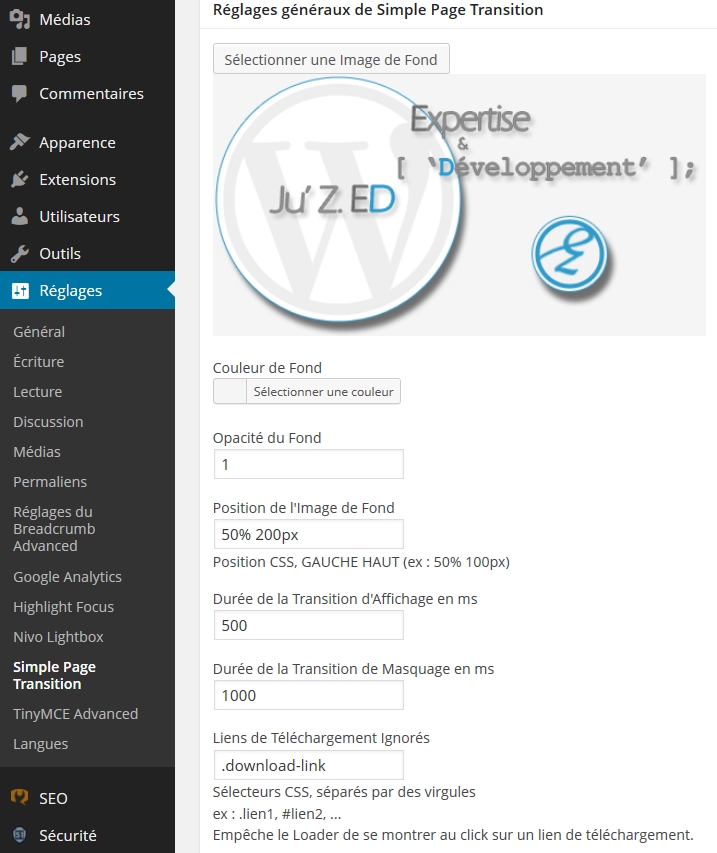 Médias
Pages
Commentaires
Apparence
Extensions
Utilisateurs
Outils
Réglages
Général
Écriture
Lecture
Discussion
Médias
Permaliens
Réglages du
Breadcrumb
Advanced
Google Analytics
Highlight Focus
Nivo Lightbox
Simple Page
Transition
TinyMCE Advanced
Langues
SEO
Sécurité
Réglages généraux de Simple Page Transition
Sélectionner une Image de Fond
Expertise
&
[ 'Développement' ];
Ju' Z. ED
Couleur de Fond
Sélectionner une couleur
Opacité du Fond
1
Position de l'Image de Fond
50% 200px
Position CSS, GAUCHE HAUT (ex : 50% 100px)
Durée de la Transition d'Affichage en ms
500
Durée de la Transition de Masquage en ms
1000
Liens de Téléchargement Ignorés
.download-link
Sélecteurs CSS, séparés par des virgules
ex : .lien1, #lien2, ...
Empêche le Loader de se montrer au click sur un lien de téléchargement.